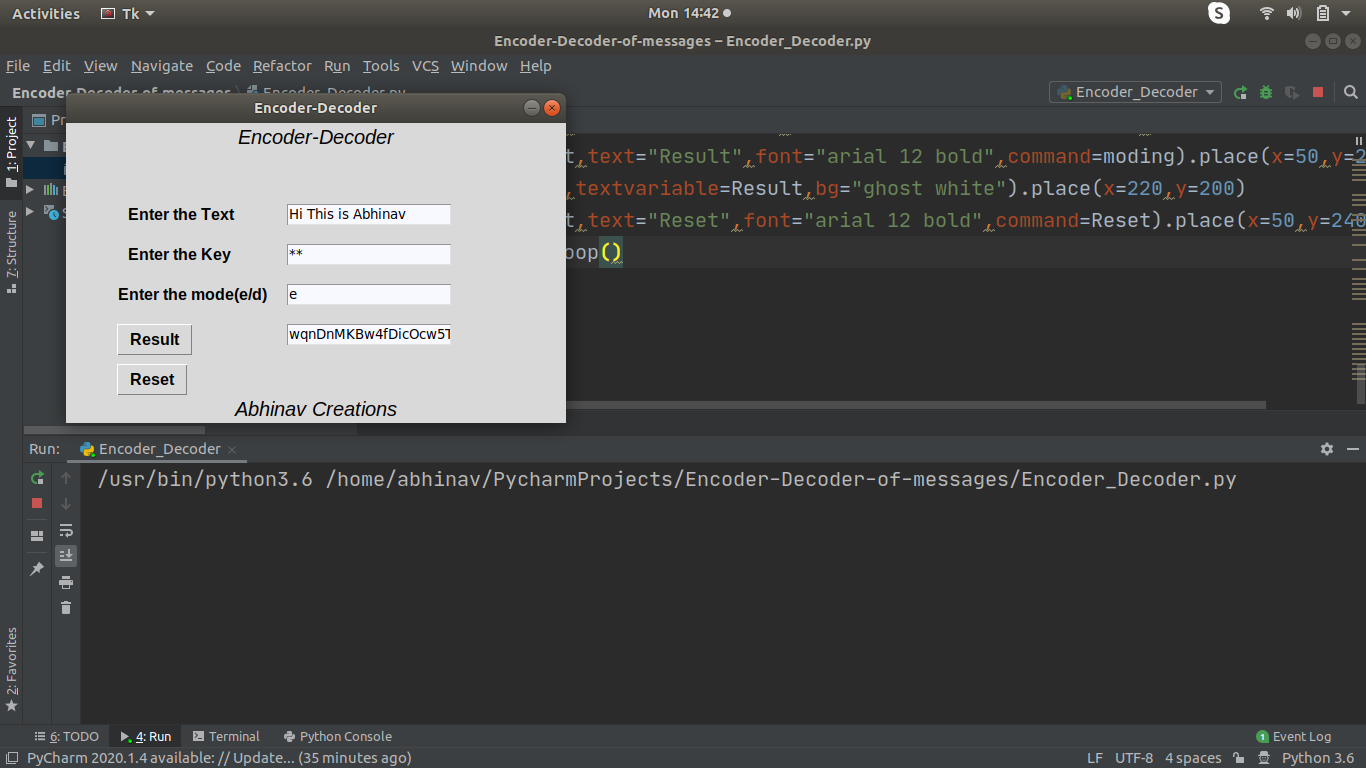 Activities Tk Mon 14:42
Encoder-Decoder-of-messages – Encoder_Decoder.py
File Edit View Navigate Code Refactor Run Tools VCS Window Help
Encoder-Decoder-of-messages Encoder_Decoder.py Encoder_Decoder
Encoder-Decoder
Encoder-Decoder
Enter the Text Hi This is Abhinav
Enter the Key **
Enter the mode(e/d) e
Result wqnDnMKBw4fDicOcw5T
Reset
Abhinav Creations
1: Project
7: Structure
2: Favorites
t,text="Result",font="arial 12 bold",command=moding).place(x=50,y=2
,textvariable=Result,bg="ghost white").place(x=220,y=200)
t,text="Reset",font="arial 12 bold",command=Reset).place(x=50,y=240
oop()
Run: Encoder_Decoder
/usr/bin/python3.6 /home/abhinav/PycharmProjects/Encoder-Decoder-of-messages/Encoder_Decoder.py
6: TODO 4: Run Terminal Python Console 1 Event Log
PyCharm 2020.1.4 available: // Update... (35 minutes ago) LF UTF-8 4 spaces Python 3.6